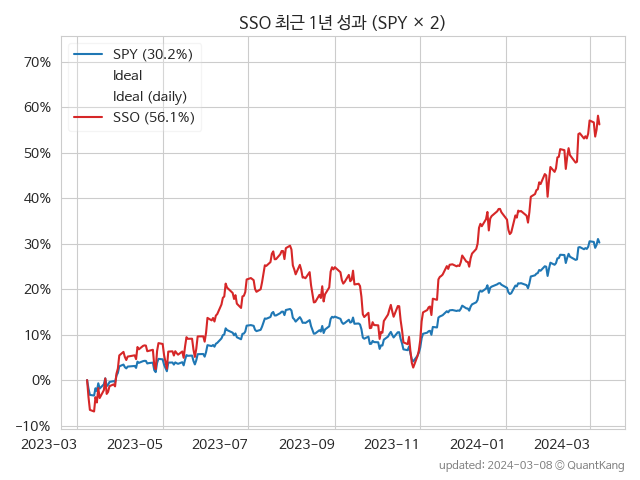 SSO 최근 1년 성과 (SPY × 2)
SPY (30.2%)
Ideal
Ideal (daily)
SSO (56.1%)
70%
60%
50%
40%
30%
20%
10%
0%
−10%
2023−03 2023−05 2023−07 2023−09 2023−11 2024−01 2024−03
updated: 2024-03-08 © QuantKang